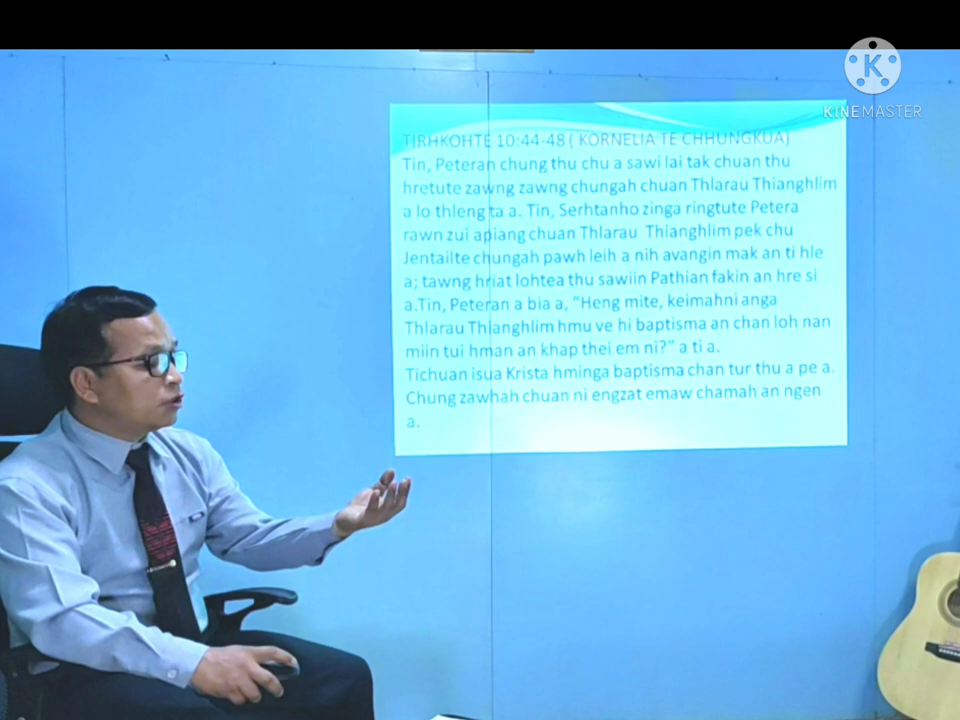 KINEMASTER
TIRHKOHTE 10:44-48 ( KORNELIA TE CHHUNGKUA)
Tin, Peteran chung thu chu a sawi lai tak chuan thu
hretute zawng zawng chungah chuan Thlarau Thianghlim
a lo thleng ta a. Tin, Serhtanho zinga ringtute Petera
rawn zui apiang chuan Thlarau Thianghlim pek chu
Jentailte chungah pawh leih a nih avangin mak an ti hle
a; tawng hriat lohtea thu sawiin Pathian fakin an hre si
a.Tin, Peteran a bia a, “Heng mite, keimahni anga
Thlarau Thianghlim hmu ve hi baptisma an chan loh nan
miin tui hman an khap thei em ni?” a ti a.
Tichuan isua Krista hminga baptisma chan tur thu a pe a.
Chung zawhah chuan ni engzat emaw chamah an ngen
a.